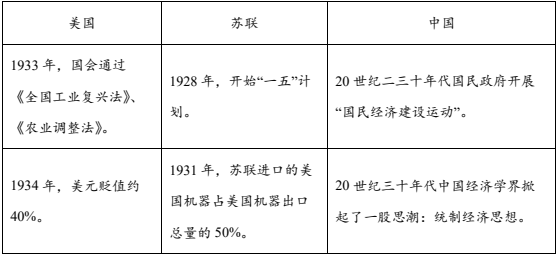 美国
苏联
中国
1933 年，国会通过
《全国工业复兴法》、
《农业调整法》。
1928 年，开始“一五”计
划。
20 世纪二三十年代国民政府开展
“国民经济建设运动”。
1934 年，美元贬值约
40%。
1931 年，苏联进口的美
国机器占美国机器出口
总量的 50%。
20 世纪三十年代中国经济学界掀
起了一股思潮：统制经济思想。